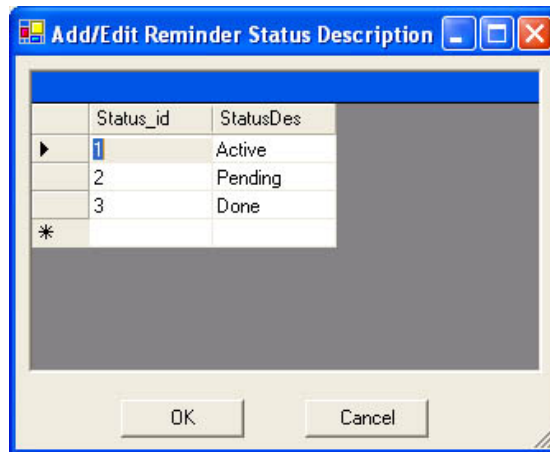 Add/Edit Reminder Status Description
Status_id StatusDes
1 Active
2 Pending
3 Done
OK Cancel